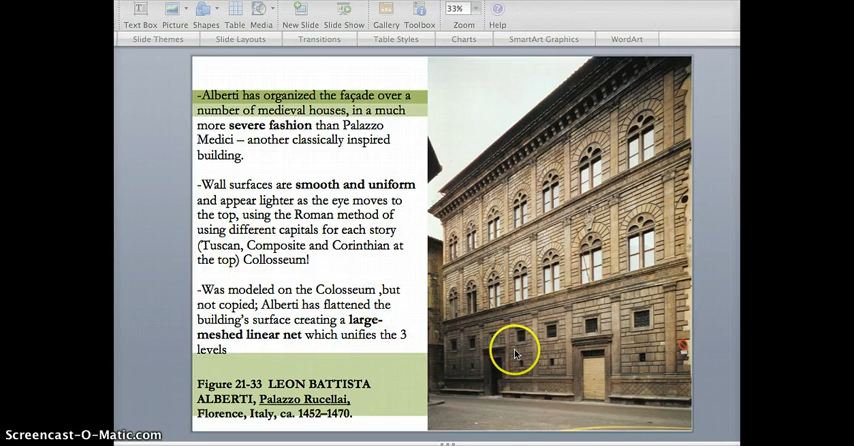 33%
Text Box Picture Shapes Table Media New Slide Slide Show Gallery Toolbox Zoom Help
Slide Themes Slide Layouts Transitions Table Styles Charts SmartArt Graphics WordArt
-Alberti has organized the façade over a
number of medieval houses, in a much
more severe fashion than Palazzo
Medici – another classically inspired
building.
-Wall surfaces are smooth and uniform
and appear lighter as the eye moves to
the top, using the Roman method of
using different capitals for each story
(Tuscan, Composite and Corinthian at
the top) Collosseum!
-Was modeled on the Colosseum ,but
not copied; Alberti has flattened the
building's surface creating a large-
meshed linear net which unifies the 3
levels
Figure 21-33 LEON BATTISTA
ALBERTI, Palazzo Rucellai,
Florence, Italy, ca. 1452–1470.
Screencast-O-Matic.com